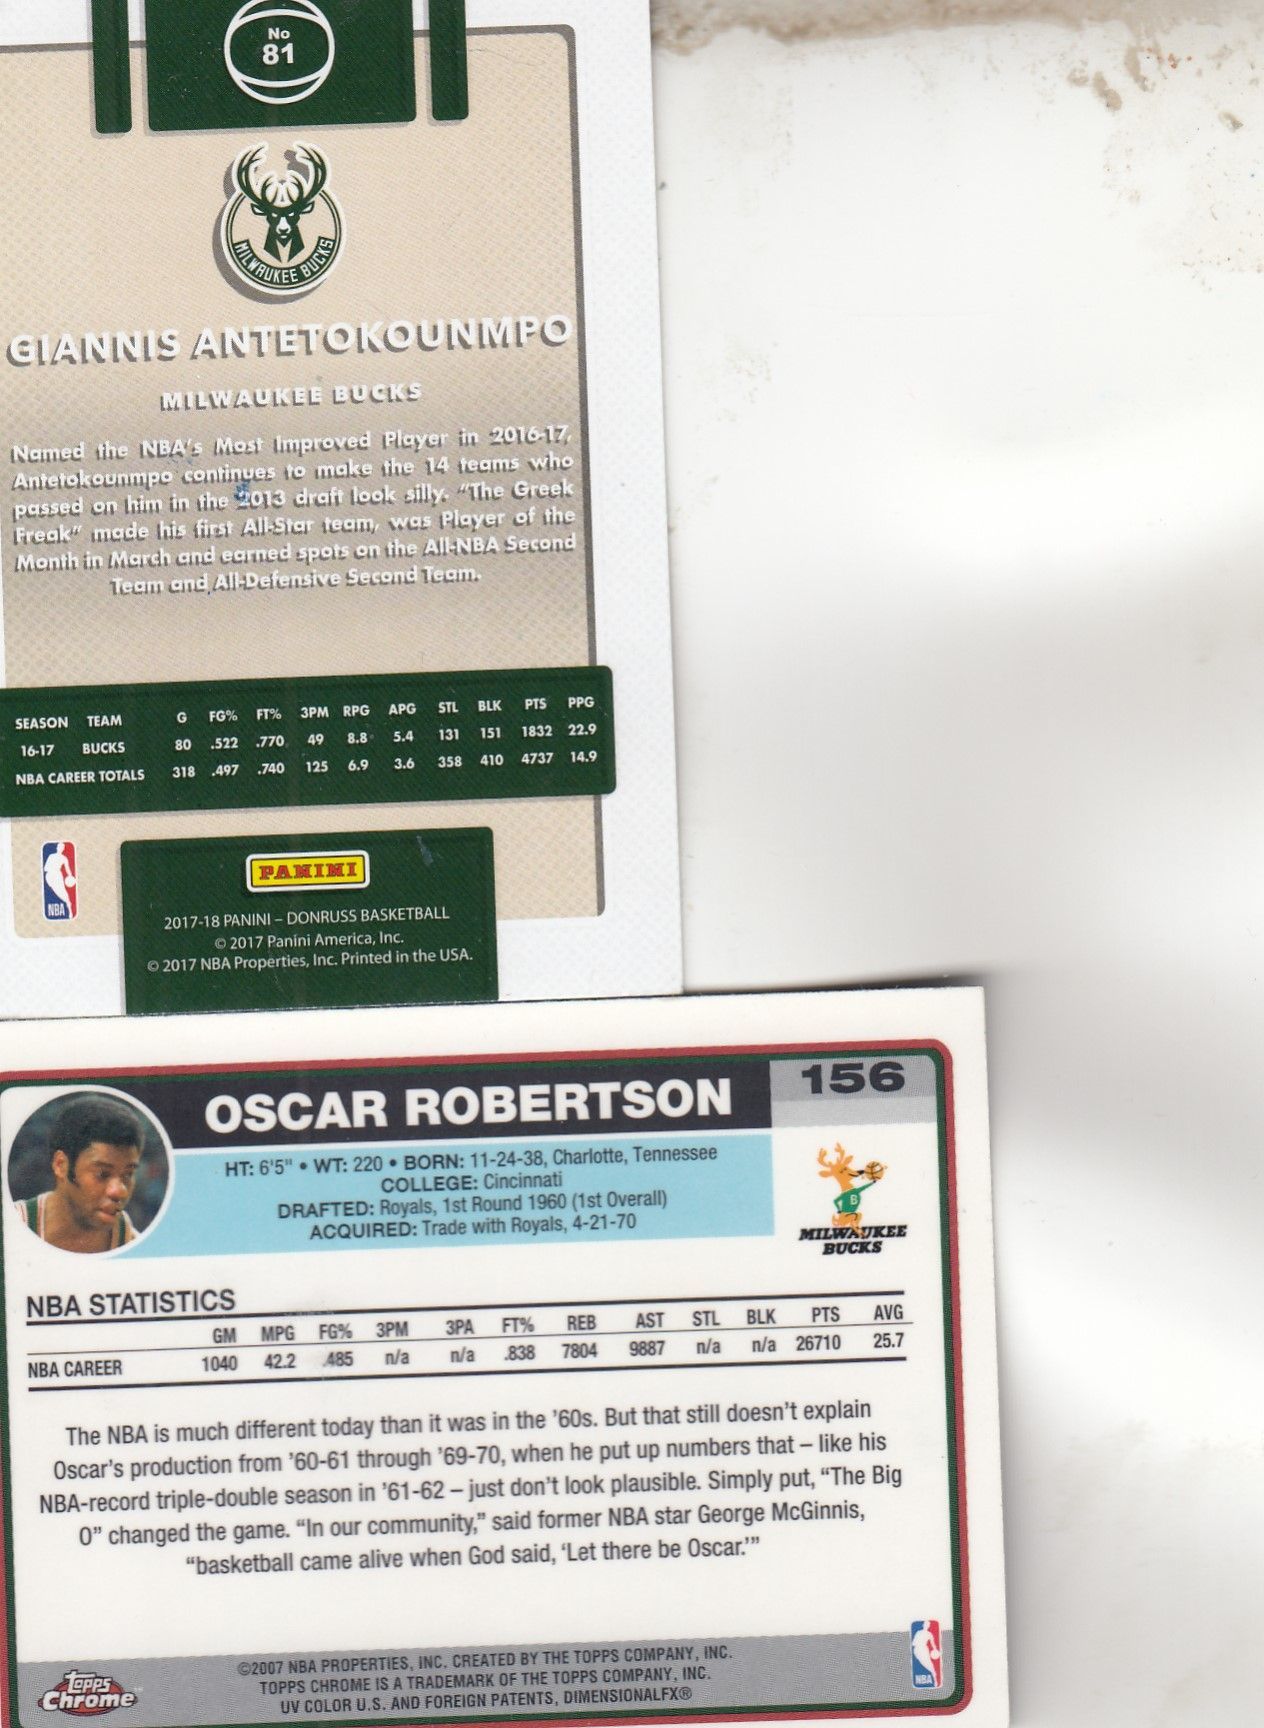 No
81
MILWAUKEE BUCKS
GIANNIS ANTETOKOUNMPO
MILWAUKEE BUCKS
Named the NBA's Most Improved Player in 2016-17,
Antetokounmpo continues to make the 14 teams who
passed on him in the 2013 draft look silly. "The Greek
Freak" made his first All-Star team, was Player of the
Month in March and earned spots on the All-NBA Second
Team and All-Defensive Second Team.
SEASON TEAM G FG% FT% 3PM RPG APG STL BLK PTS PPG
16-17 BUCKS 80 .522 .770 49 8.8 5.4 131 151 1832 22.9
NBA CAREER TOTALS 318 .497 .740 125 6.9 3.6 358 410 4737 14.9
NBA
PANINI
2017-18 PANINI – DONRUSS BASKETBALL
© 2017 Panini America, Inc.
© 2017 NBA Properties, Inc. Printed in the USA.
OSCAR ROBERTSON 156
HT: 6'5" • WT: 220 • BORN: 11-24-38, Charlotte, Tennessee
COLLEGE: Cincinnati
DRAFTED: Royals, 1st Round 1960 (1st Overall)
ACQUIRED: Trade with Royals, 4-21-70
B
MILWAUKEE
BUCKS
NBA STATISTICS
GM MPG FG% 3PM 3PA FT% REB AST STL BLK PTS AVG
NBA CAREER 1040 42.2 .485 n/a n/a .838 7804 9887 n/a n/a 26710 25.7
The NBA is much different today than it was in the '60s. But that still doesn't explain
Oscar's production from '60-61 through '69-70, when he put up numbers that – like his
NBA-record triple-double season in '61-62 – just don't look plausible. Simply put, "The Big
O" changed the game. "In our community," said former NBA star George McGinnis,
"basketball came alive when God said, 'Let there be Oscar.'"
NBA
Topps
Chrome
©2007 NBA PROPERTIES, INC. CREATED BY THE TOPPS COMPANY, INC.
TOPPS CHROME IS A TRADEMARK OF THE TOPPS COMPANY, INC.
UV COLOR U.S. AND FOREIGN PATENTS, DIMENSIONALFX®